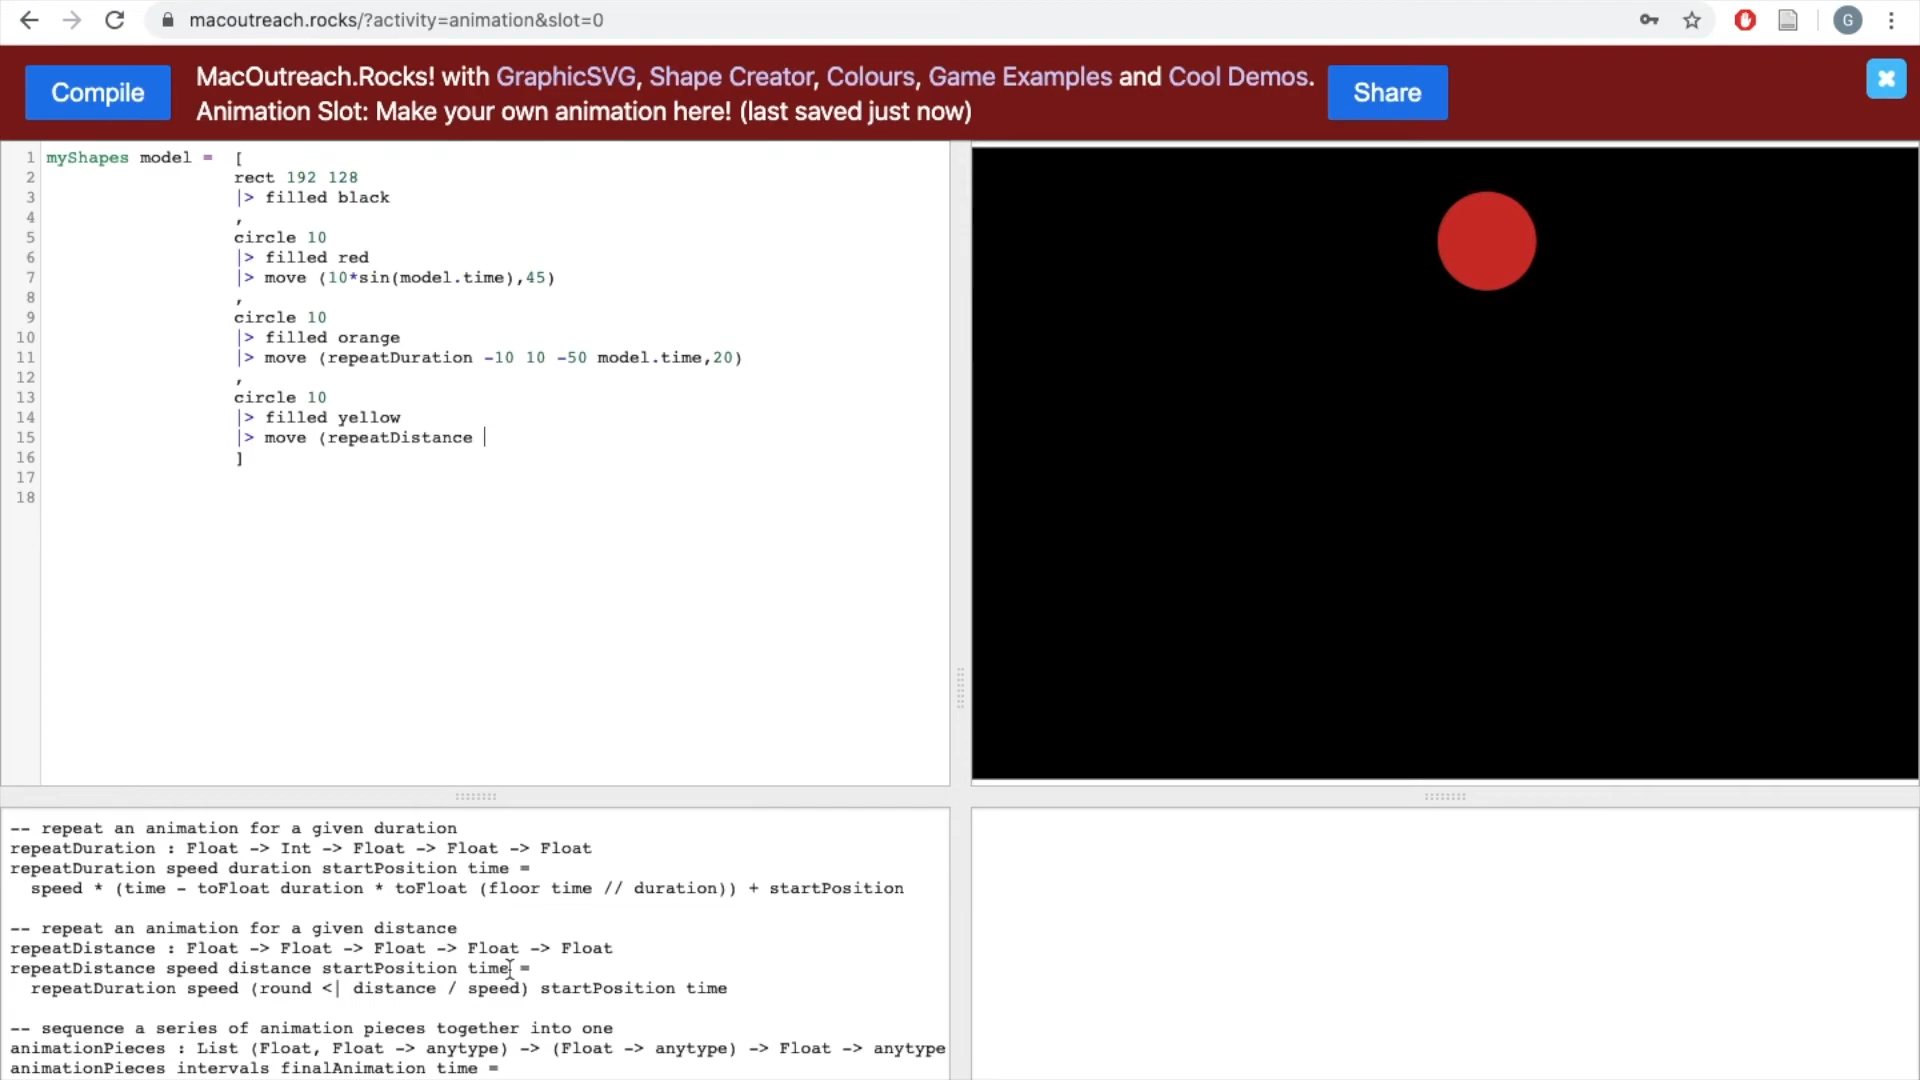 macoutreach.rocks/?activity=animation&slot=0
G
Compile
MacOutreach.Rocks! with GraphicSVG, Shape Creator, Colours, Game Examples and Cool Demos.
Animation Slot: Make your own animation here! (last saved just now)
Share
1 myShapes model = [
2 rect 192 128
3 |> filled black
4 ,
5 circle 10
6 |> filled red
7 |> move (10*sin(model.time),45)
8 ,
9 circle 10
10 |> filled orange
11 |> move (repeatDuration -10 10 -50 model.time,20)
12 ,
13 circle 10
14 |> filled yellow
15 |> move (repeatDistance
16 ]
17
18
-- repeat an animation for a given duration
repeatDuration : Float -> Int -> Float -> Float -> Float
repeatDuration speed duration startPosition time =
speed * (time - toFloat duration * toFloat (floor time // duration)) + startPosition
-- repeat an animation for a given distance
repeatDistance : Float -> Float -> Float -> Float -> Float
repeatDistance speed distance startPosition time =
repeatDuration speed (round <| distance / speed) startPosition time
-- sequence a series of animation pieces together into one
animationPieces : List (Float, Float -> anytype) -> (Float -> anytype) -> Float -> anytype
animationPieces intervals finalAnimation time =